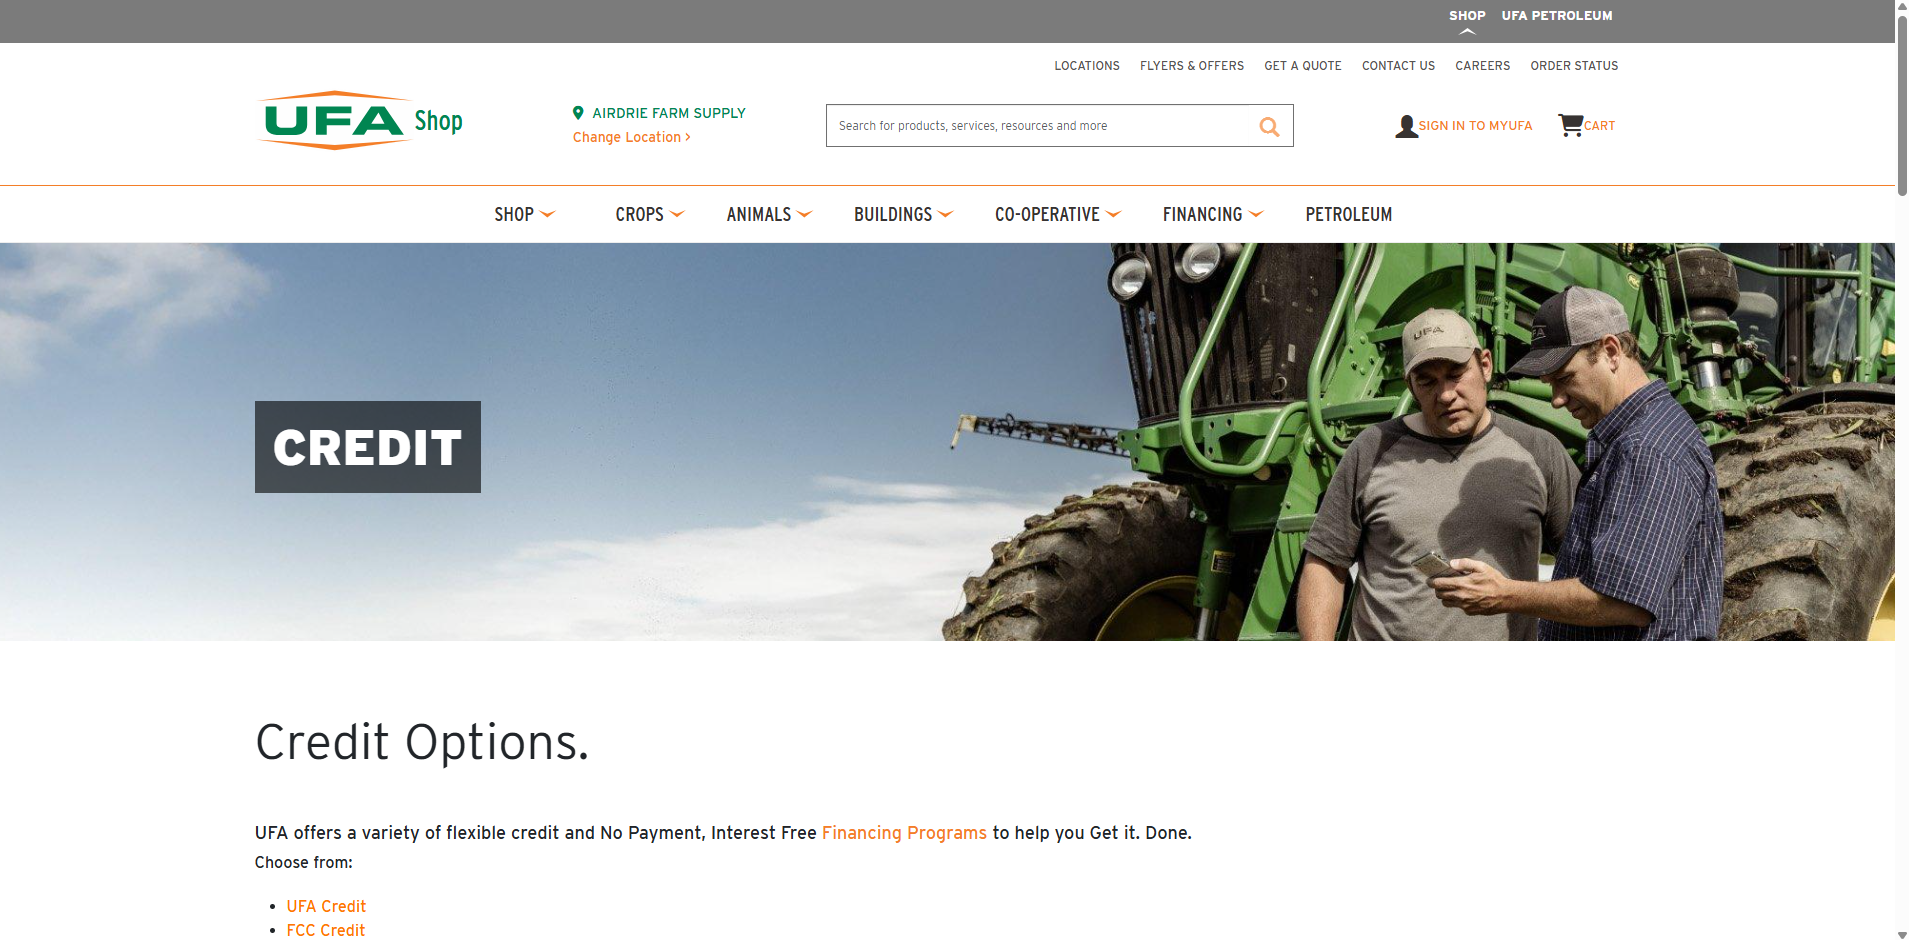 SHOP UFA PETROLEUM
LOCATIONS FLYERS & OFFERS GET A QUOTE CONTACT US CAREERS ORDER STATUS
UFA Shop
AIRDRIE FARM SUPPLY
Change Location >
Search for products, services, resources and more
SIGN IN TO MYUFA
CART
SHOP CROPS ANIMALS BUILDINGS CO-OPERATIVE FINANCING PETROLEUM
UFA
CREDIT
Credit Options.
UFA offers a variety of flexible credit and No Payment, Interest Free Financing Programs to help you Get it. Done.
Choose from:
• UFA Credit
• FCC Credit